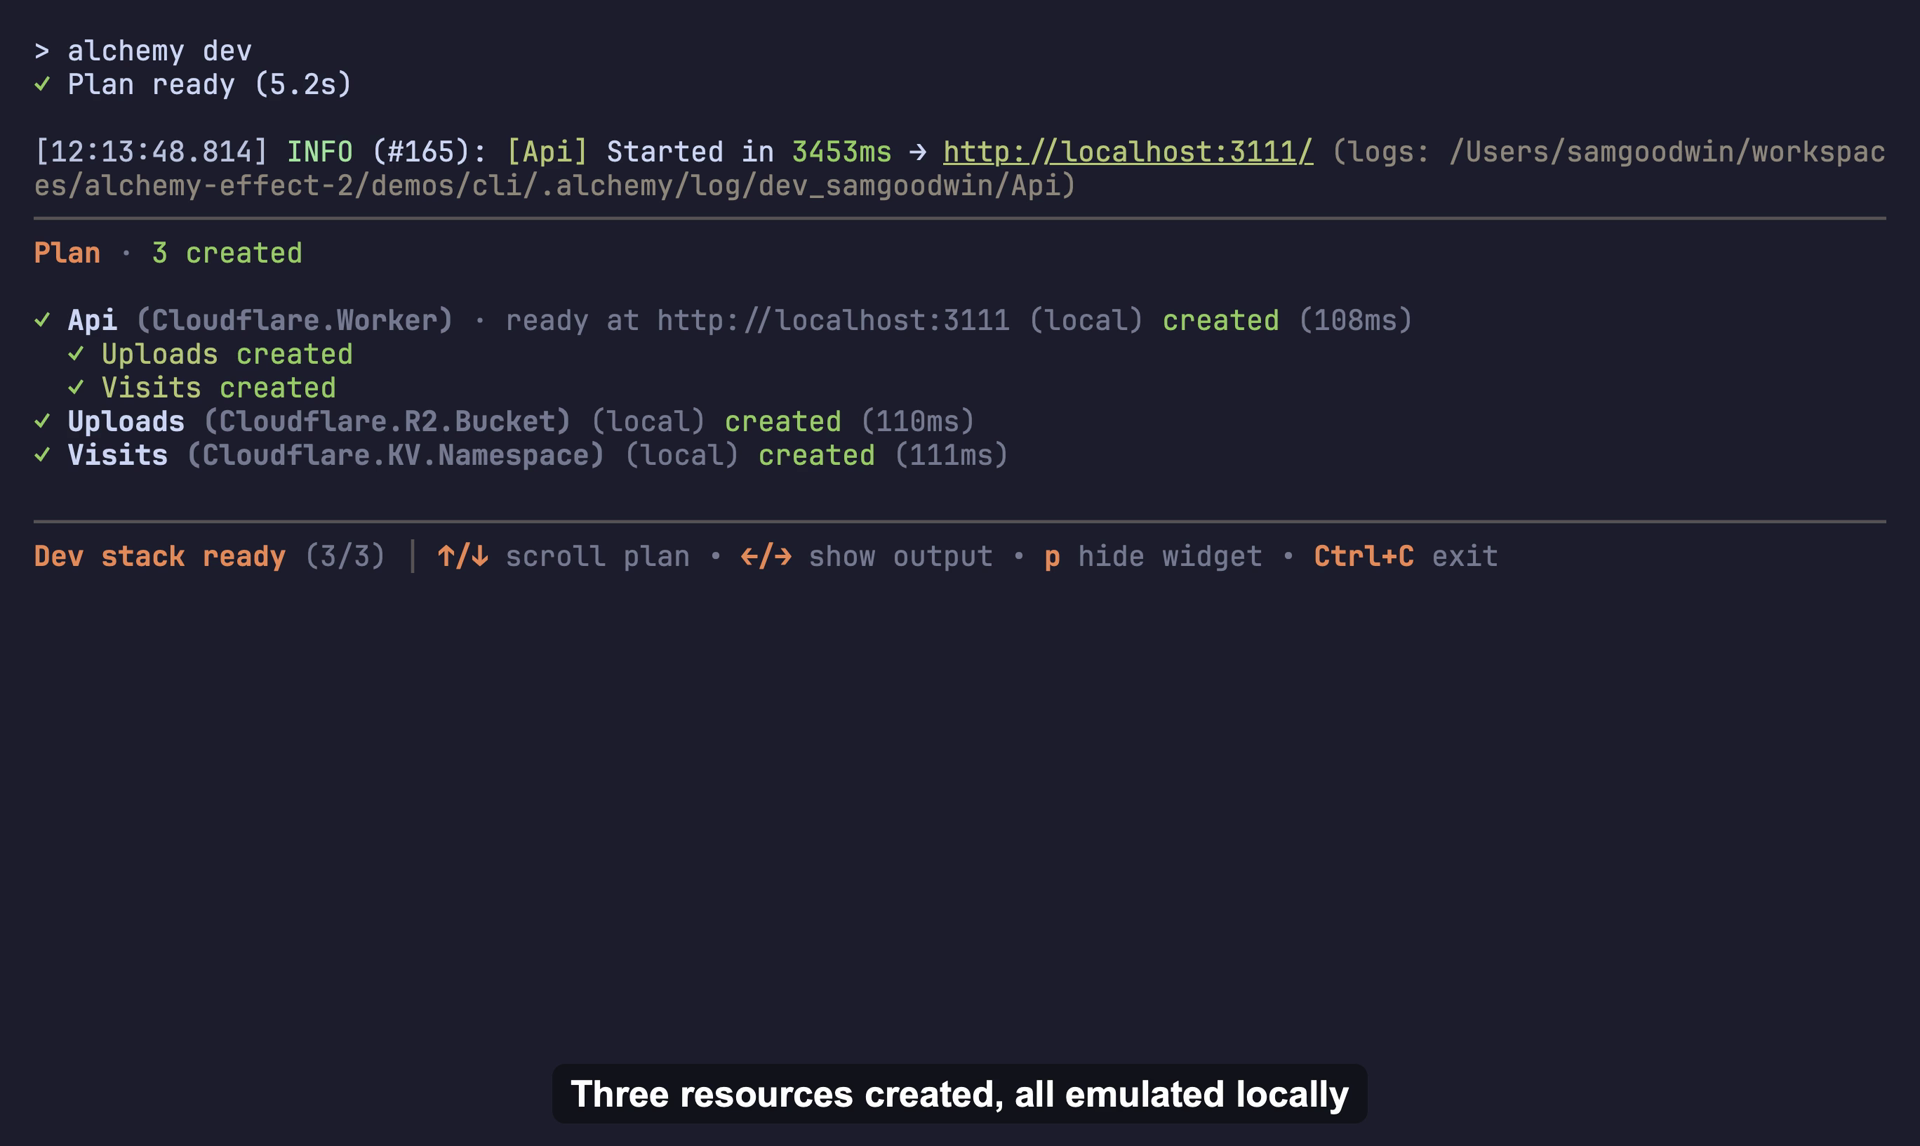 > alchemy dev
✓ Plan ready (5.2s)
[12:13:48.814] INFO (#165): [Api] Started in 3453ms → http://localhost:3111/ (logs: /Users/samgoodwin/workspac
es/alchemy-effect-2/demos/cli/.alchemy/log/dev_samgoodwin/Api)
Plan · 3 created
✓ Api (Cloudflare.Worker) · ready at http://localhost:3111 (local) created (108ms)
✓ Uploads created
✓ Visits created
✓ Uploads (Cloudflare.R2.Bucket) (local) created (110ms)
✓ Visits (Cloudflare.KV.Namespace) (local) created (111ms)
Dev stack ready (3/3) │ ↑/↓ scroll plan • ←/→ show output • p hide widget • Ctrl+C exit
Three resources created, all emulated locally